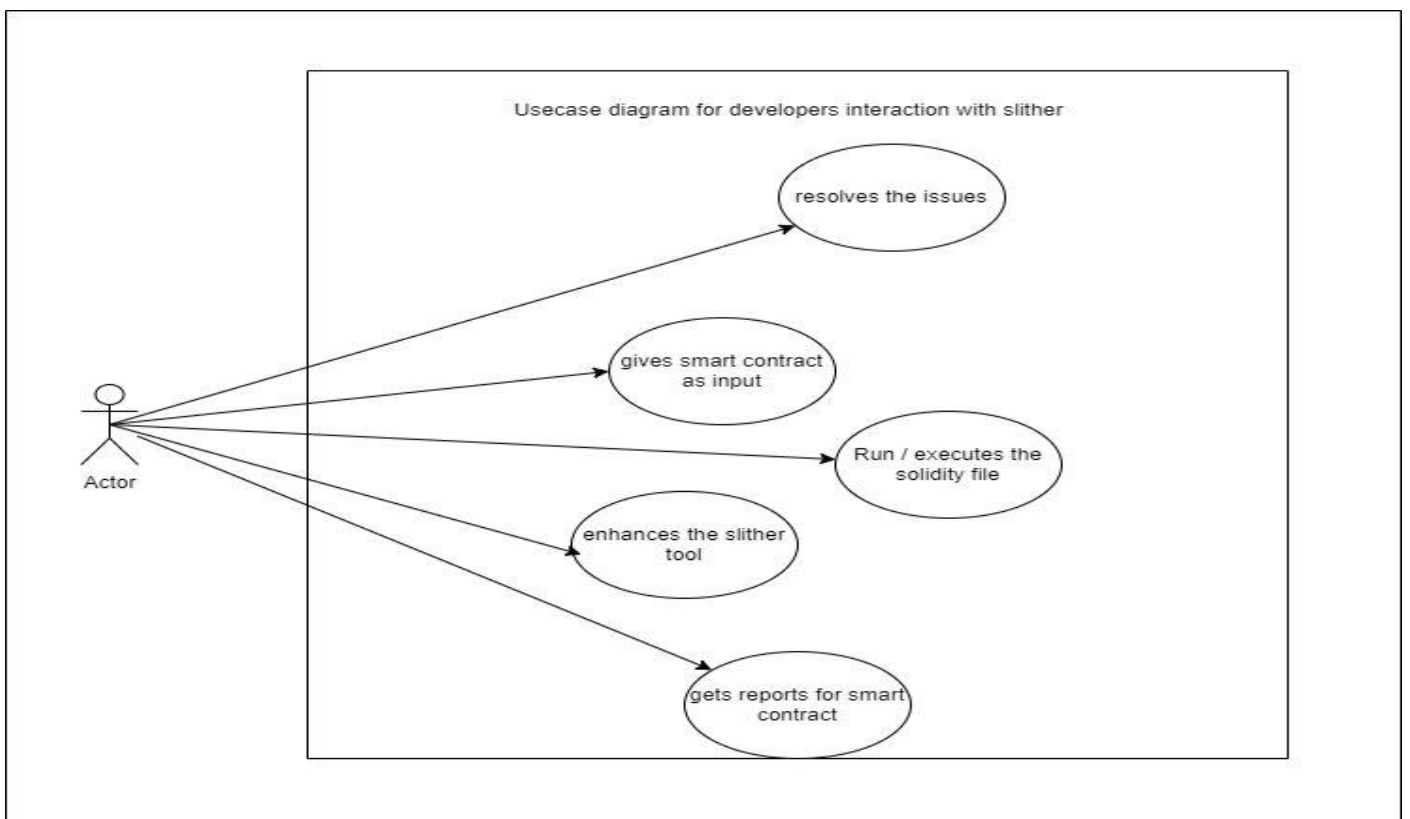 Usecase diagram for developers interaction with slither
resolves the issues
gives smart contract
as input
Run / executes the
solidity file
Actor
enhances the slither
tool
gets reports for smart
contract